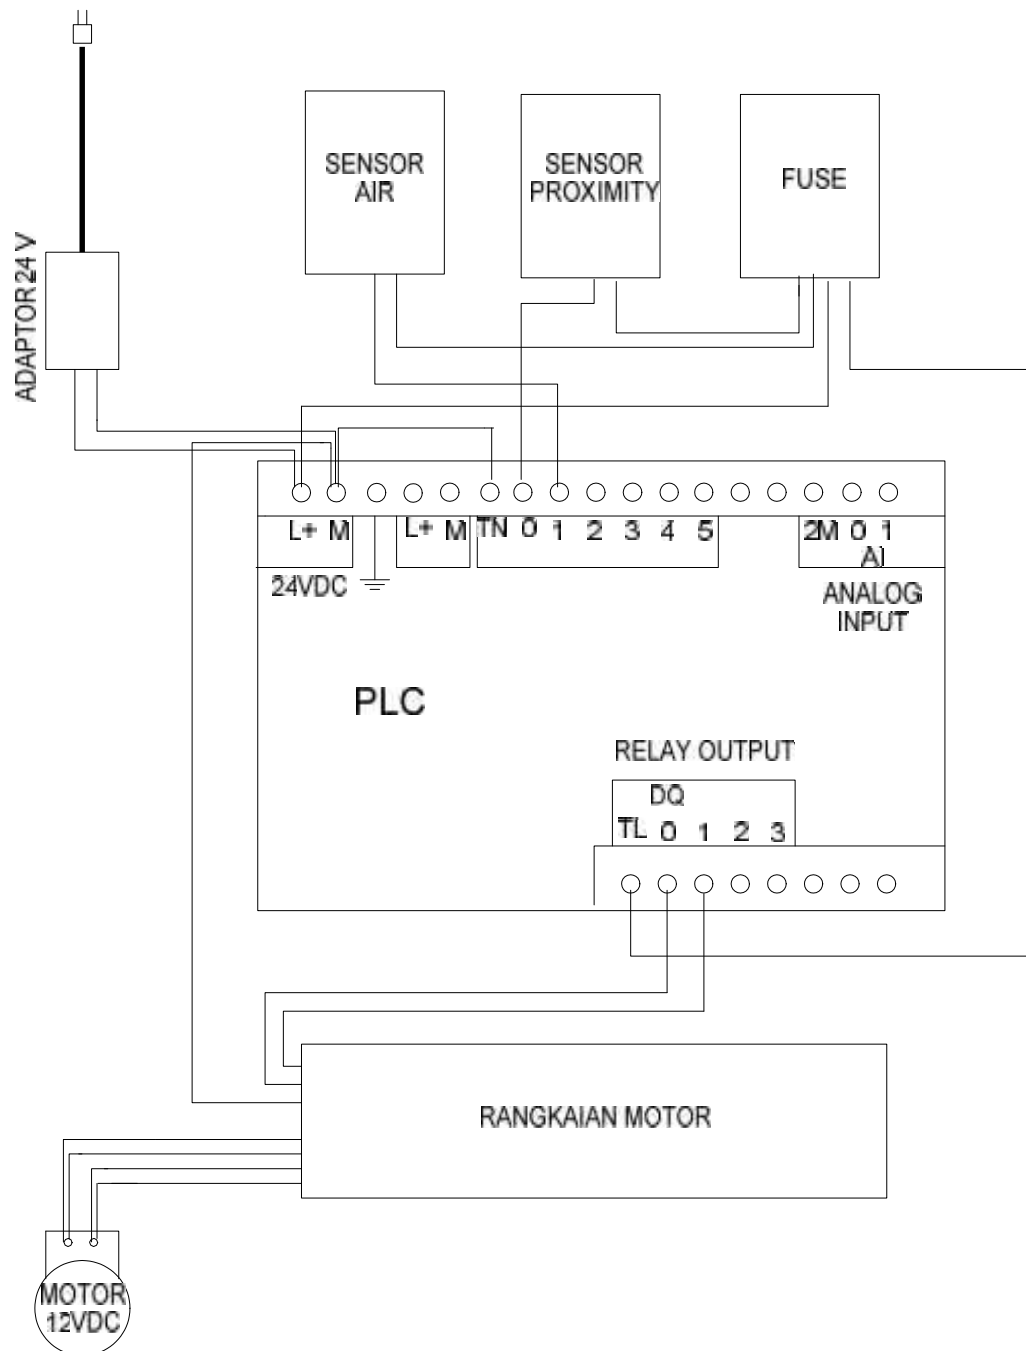 SENSOR
AIR
SENSOR
PROXIMITY
FUSE
ADAPTOR 24 V
L+ M L+ M TN 0 1 2 3 4 5 2M 0 1
AI
24VDC
ANALOG
INPUT
PLC
RELAY OUTPUT
DQ
TL 0 1 2 3
RANGKAIAN MOTOR
MOTOR
12VDC